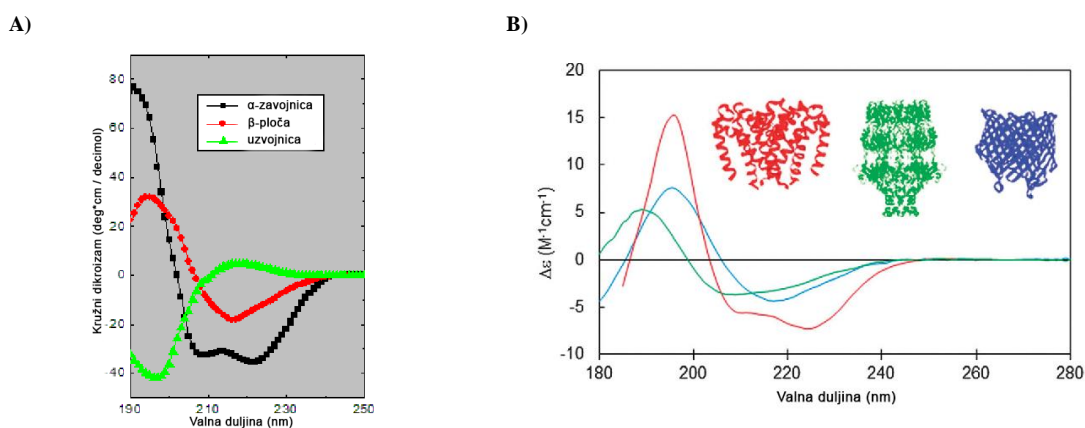 A)
Kružni dikroizam (deg*cm / decimol)
80
60
40
20
0
-20
-40
190
210
230
250
Valna duljina (nm)
α-zavojnica
β-ploča
uzvojnica
B)
Δε (M⁻¹cm⁻¹)
20
15
10
5
0
-5
-10
180
200
220
240
260
280
Valna duljina (nm)